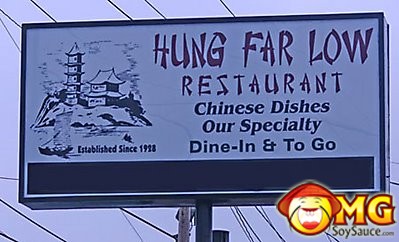 HUNG FAR LOW
RESTAURANT
Chinese Dishes
Our Specialty
Established Since 1928
Dine-In & To Go
OMG
SoySauce.com